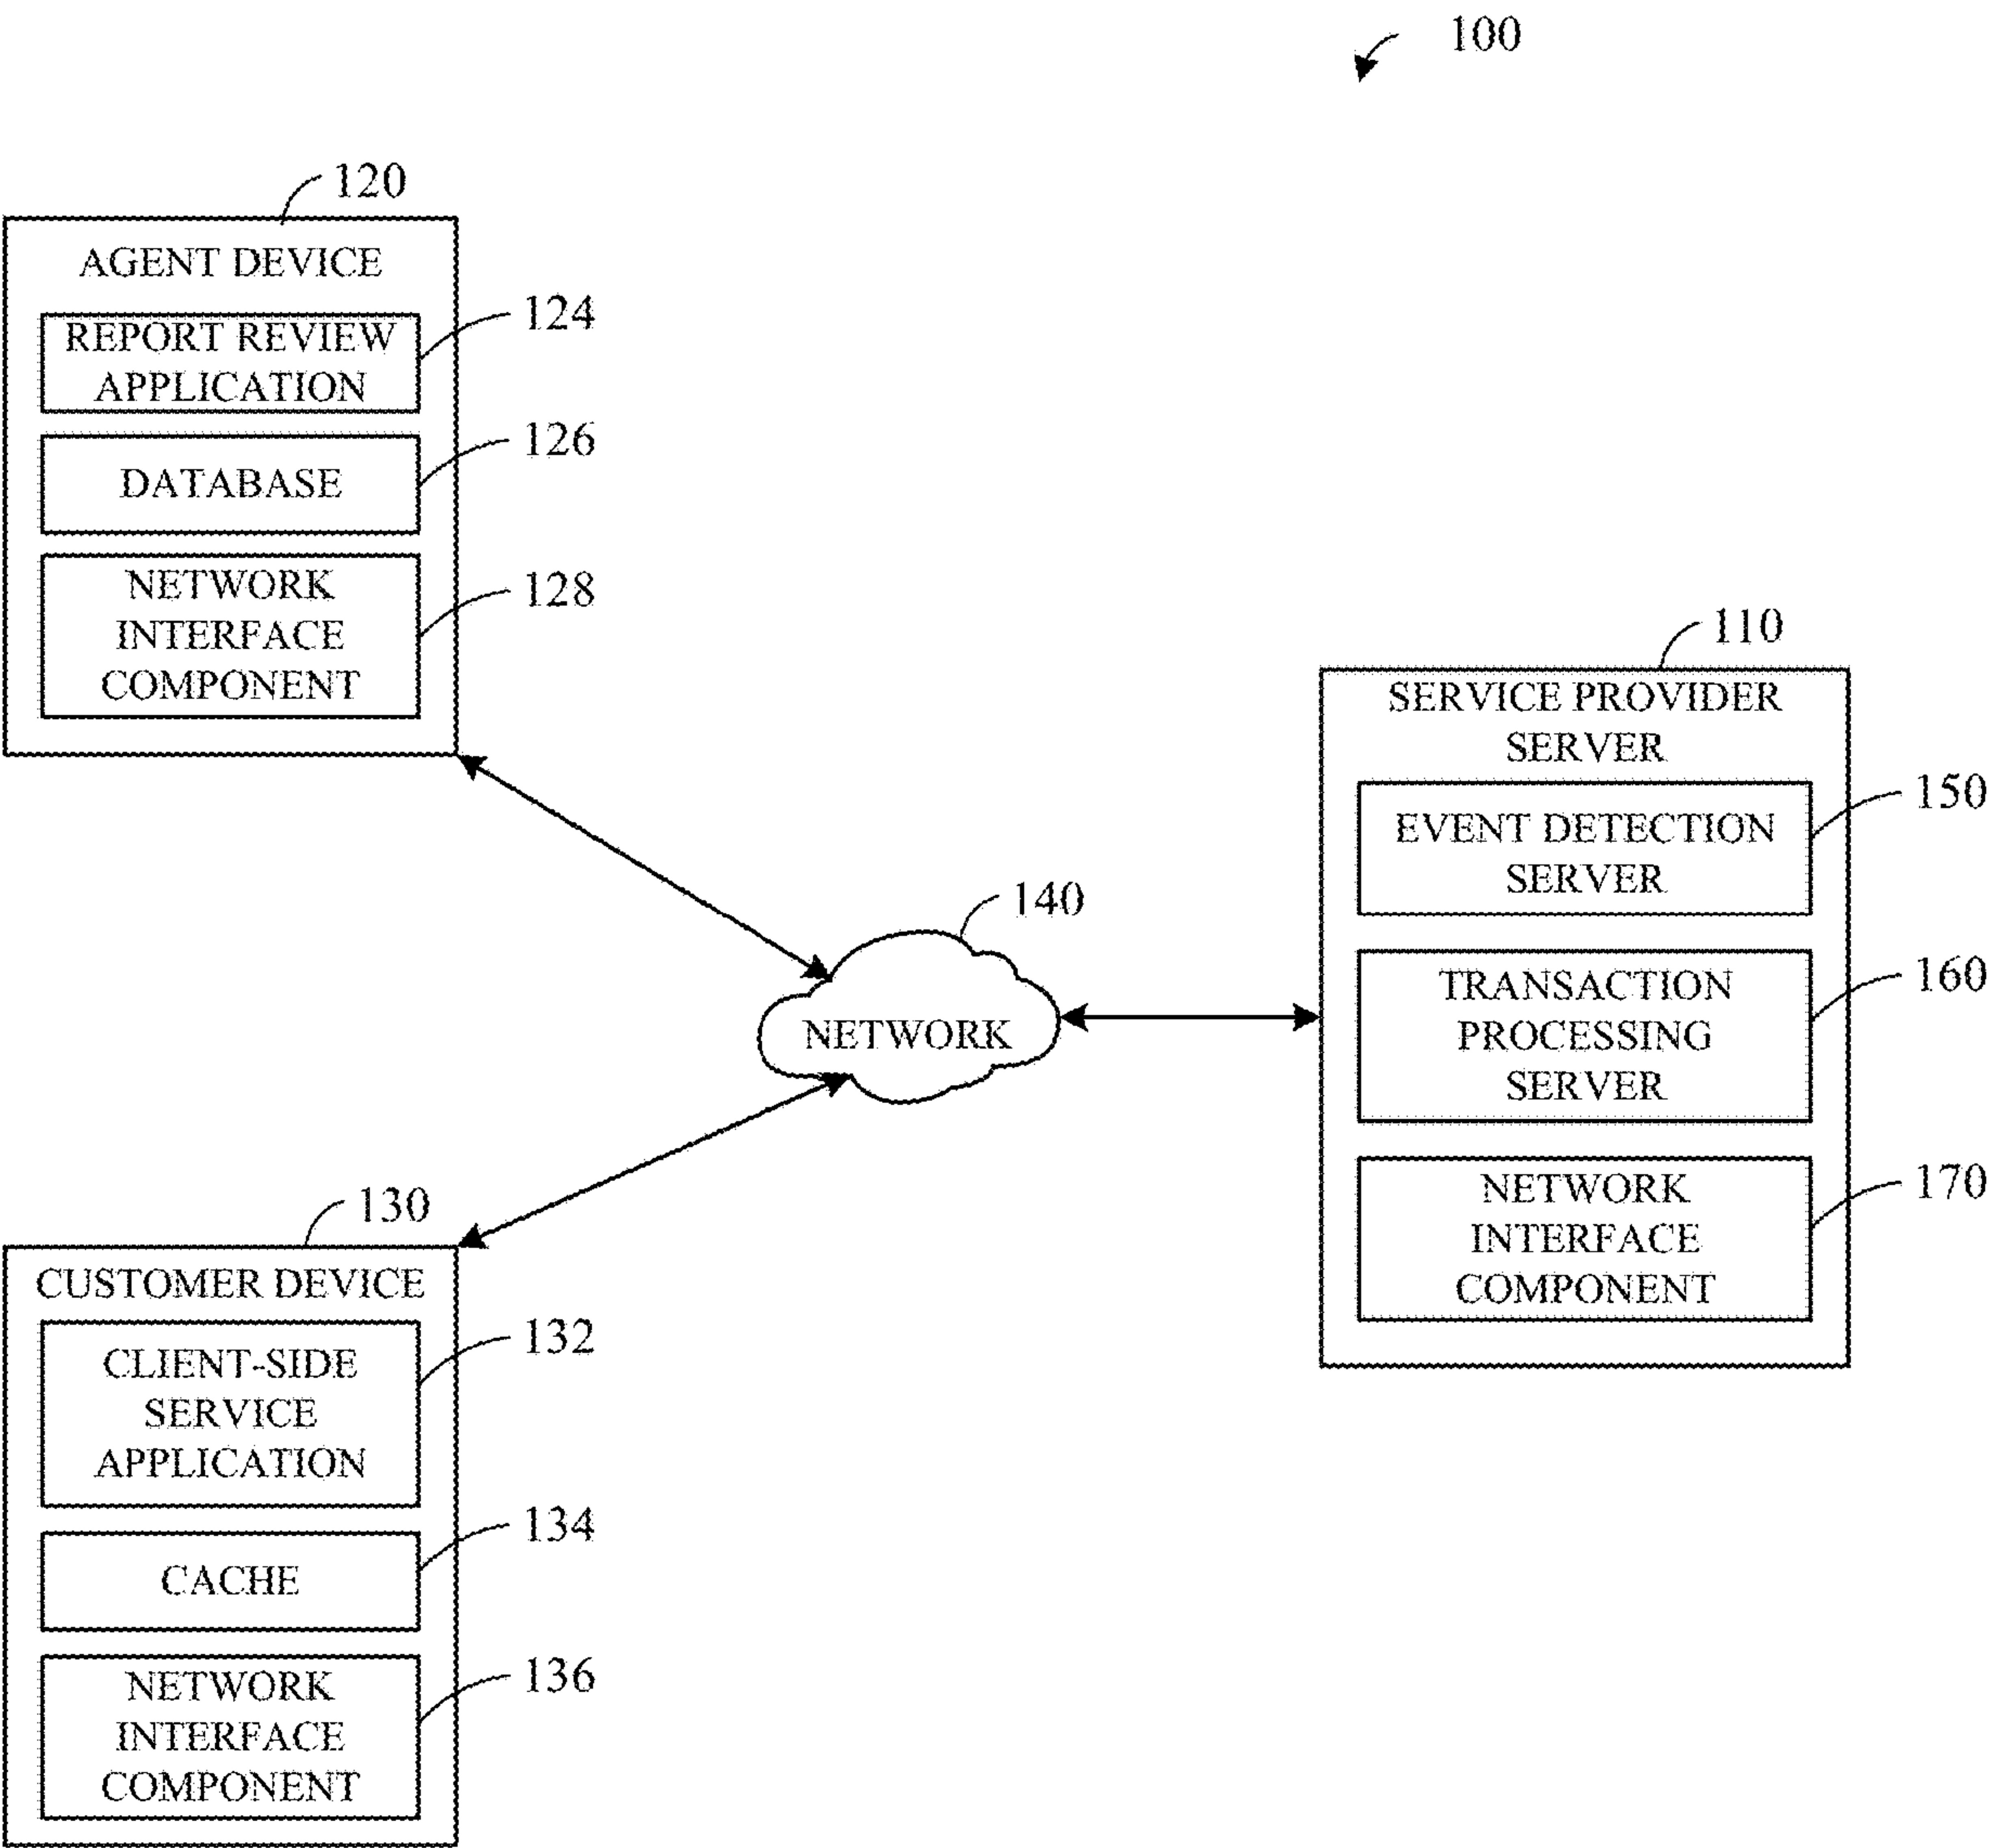 100
120
AGENT DEVICE
REPORT REVIEW
APPLICATION
124
DATABASE
126
NETWORK
INTERFACE
COMPONENT
128
140
NETWORK
110
SERVICE PROVIDER
SERVER
EVENT DETECTION
SERVER
150
TRANSACTION
PROCESSING
SERVER
160
NETWORK
INTERFACE
COMPONENT
170
130
CUSTOMER DEVICE
CLIENT-SIDE
SERVICE
APPLICATION
132
CACHE
134
NETWORK
INTERFACE
COMPONENT
136